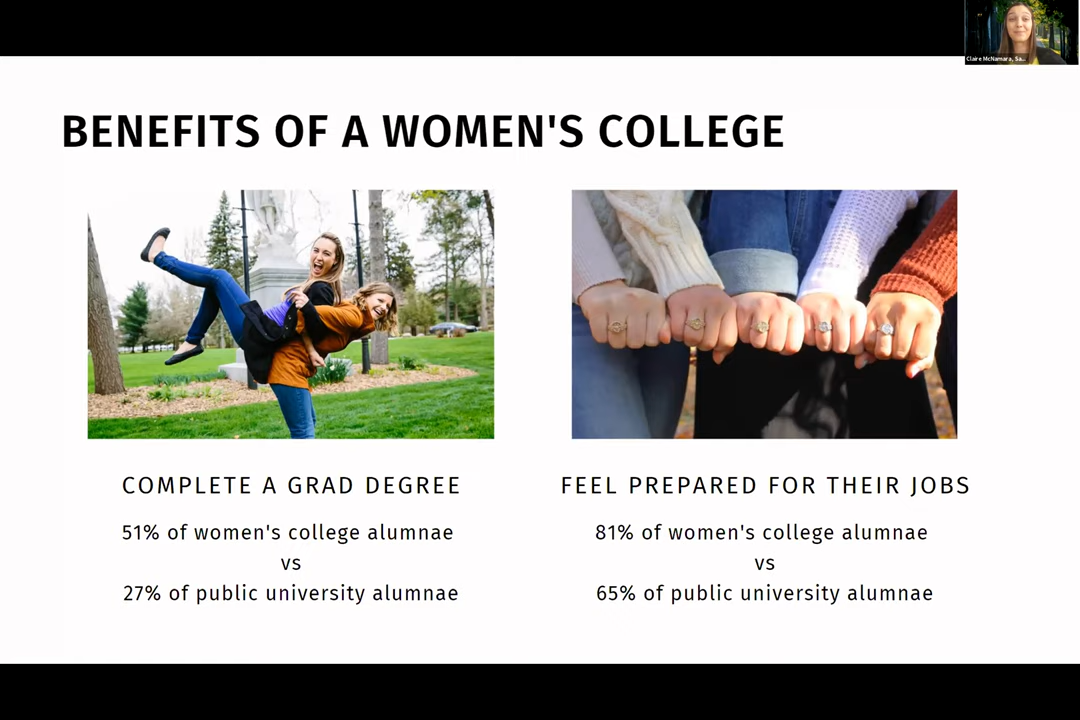 Claire McNamara, Sa...
BENEFITS OF A WOMEN'S COLLEGE
COMPLETE A GRAD DEGREE
51% of women's college alumnae
vs
27% of public university alumnae
FEEL PREPARED FOR THEIR JOBS
81% of women's college alumnae
vs
65% of public university alumnae